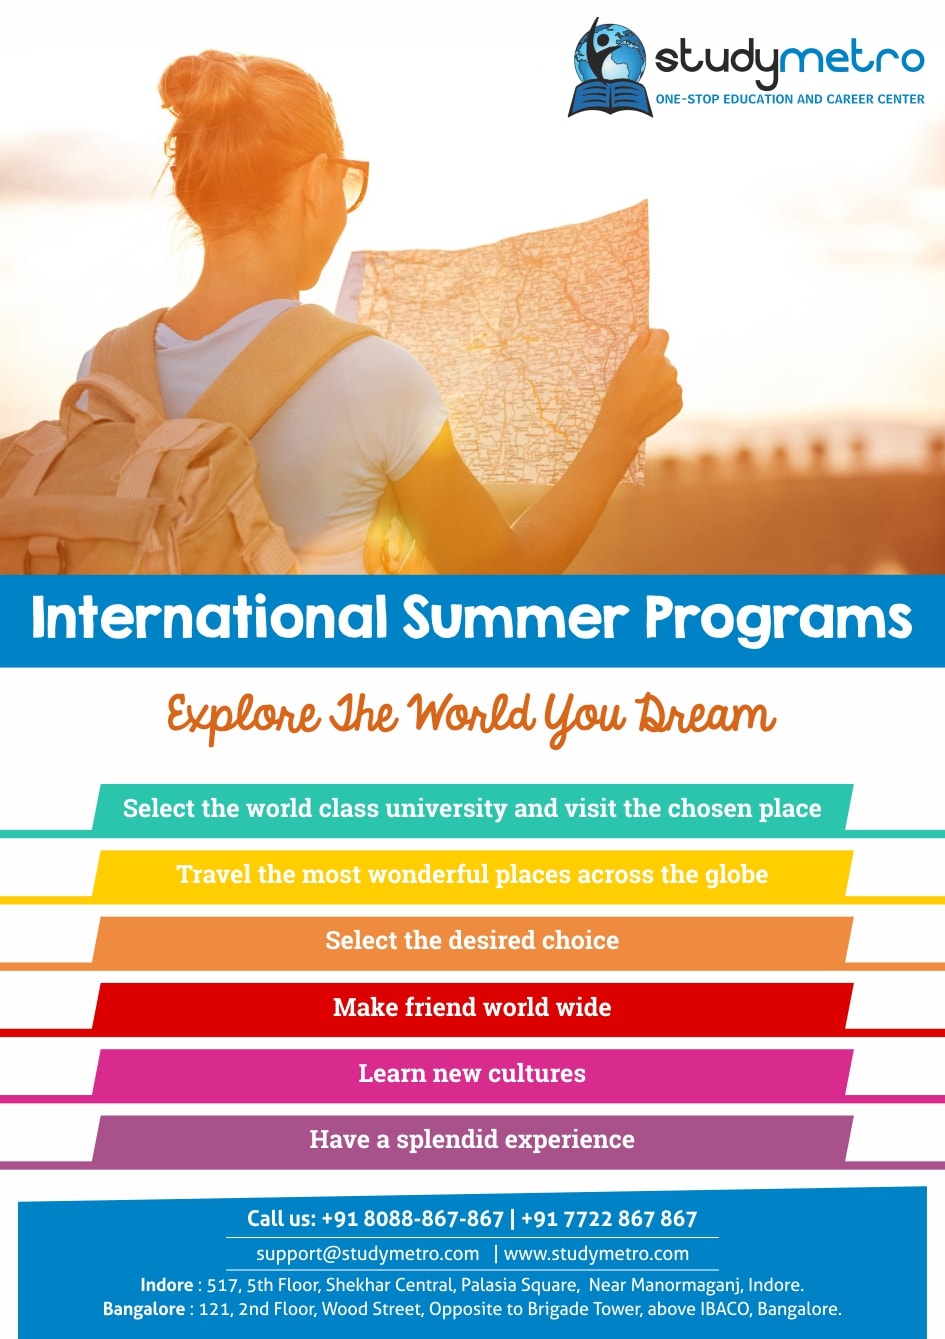 studymetro
ONE-STOP EDUCATION AND CAREER CENTER
International Summer Programs
Explore The World You Dream
Select the world class university and visit the chosen place
Travel the most wonderful places across the globe
Select the desired choice
Make friend world wide
Learn new cultures
Have a splendid experience
Call us: +91 8088-867-867 | +91 7722 867 867
support@studymetro.com | www.studymetro.com
Indore : 517, 5th Floor, Shekhar Central, Palasia Square, Near Manormaganj, Indore.
Bangalore : 121, 2nd Floor, Wood Street, Opposite to Brigade Tower, above IBACO, Bangalore.